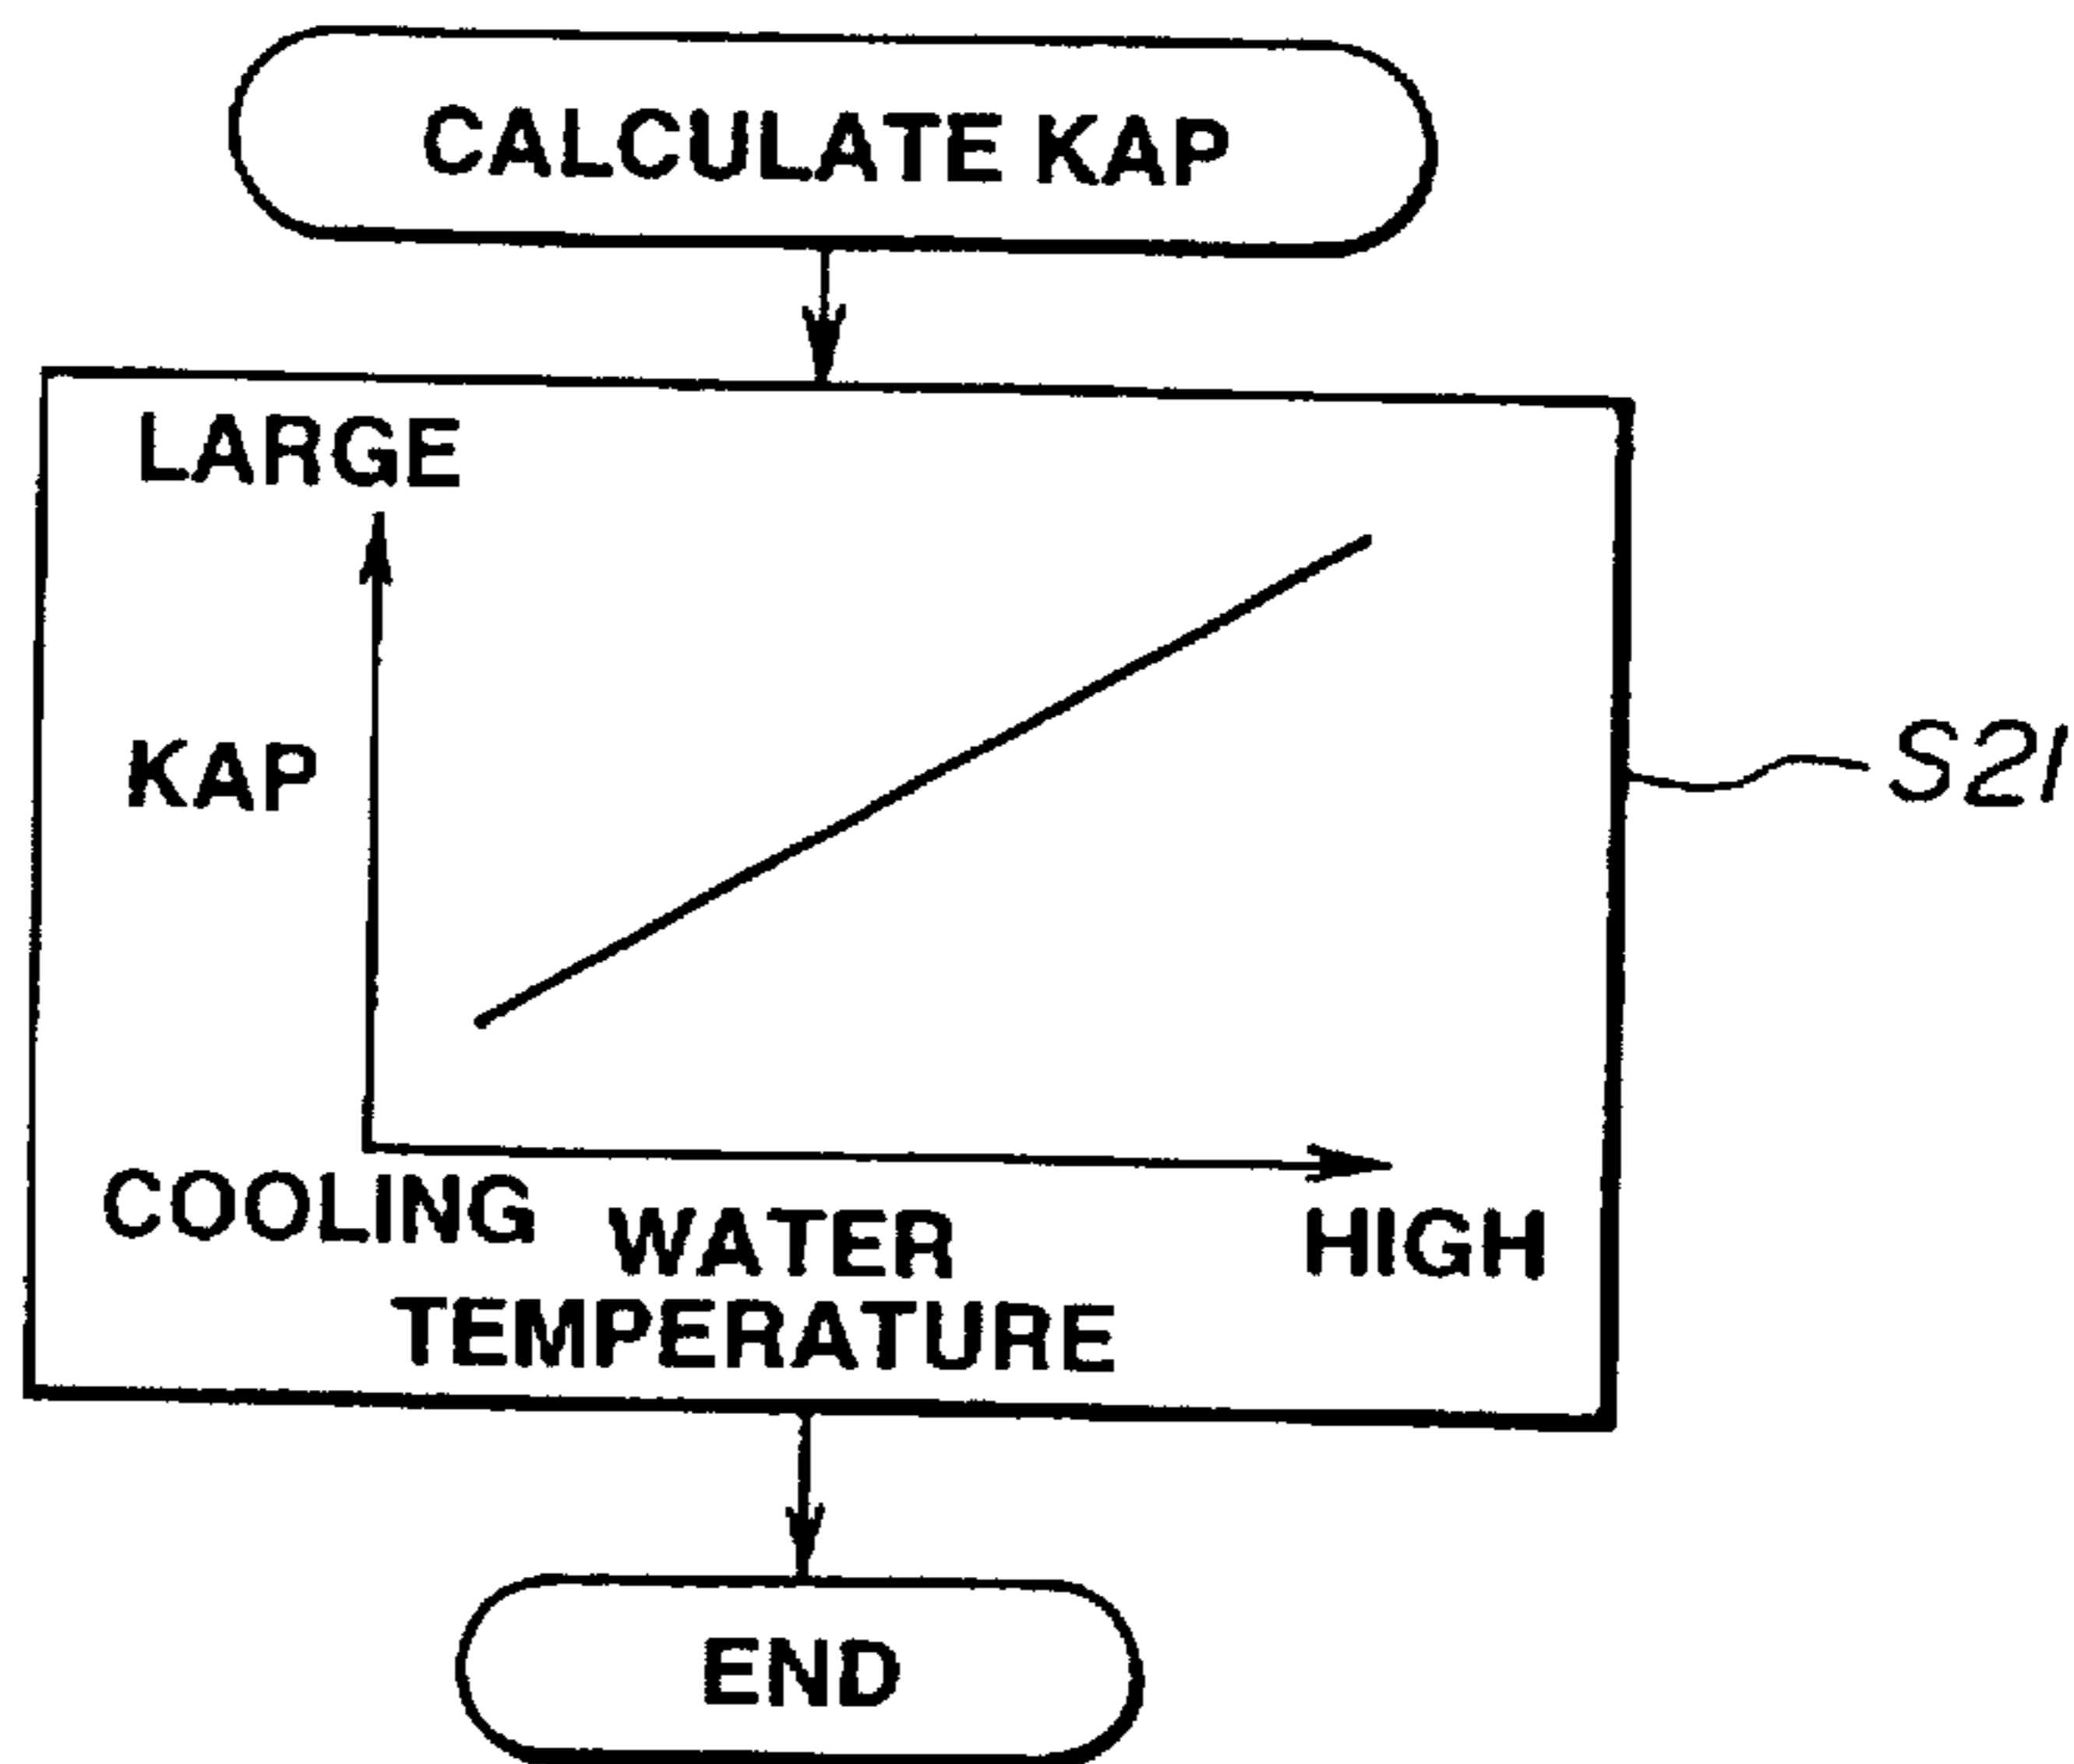 CALCULATE KAP
LARGE
KAP
S21
COOLING WATER
HIGH
TEMPERATURE
END